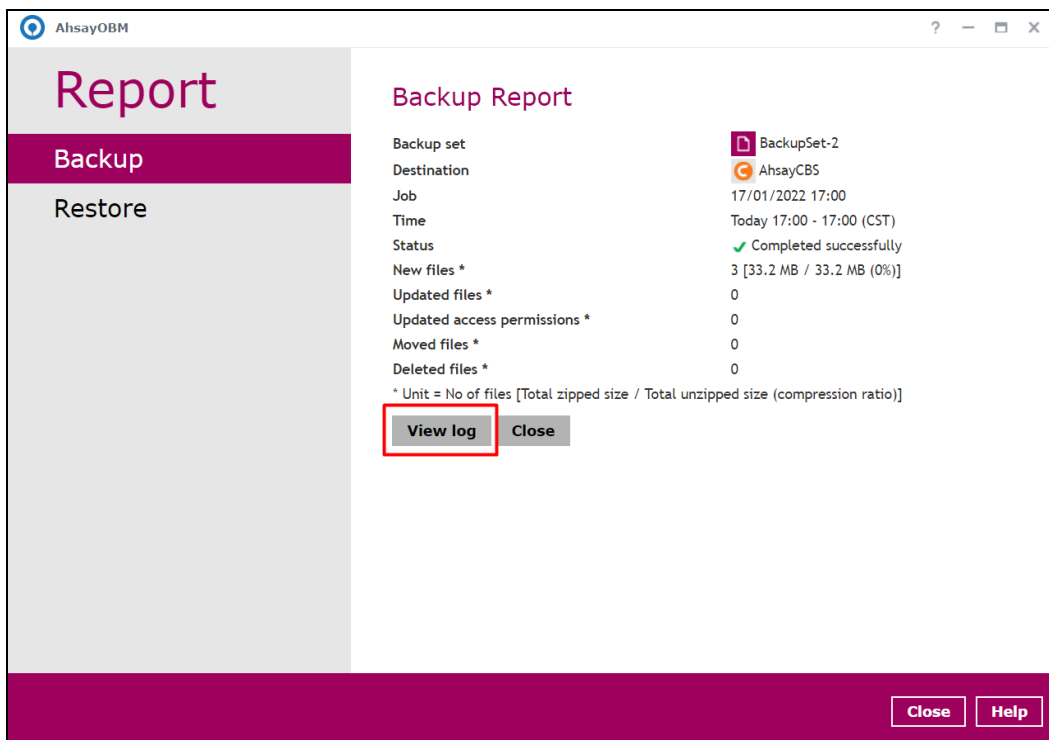 AhsayOBM
Report
Backup
Restore
Backup Report
Backup set BackupSet-2
Destination AhsayCBS
Job 17/01/2022 17:00
Time Today 17:00 - 17:00 (CST)
Status Completed successfully
New files * 3 [33.2 MB / 33.2 MB (0%)]
Updated files * 0
Updated access permissions * 0
Moved files * 0
Deleted files * 0
* Unit = No of files [Total zipped size / Total unzipped size (compression ratio)]
View log Close
Close Help